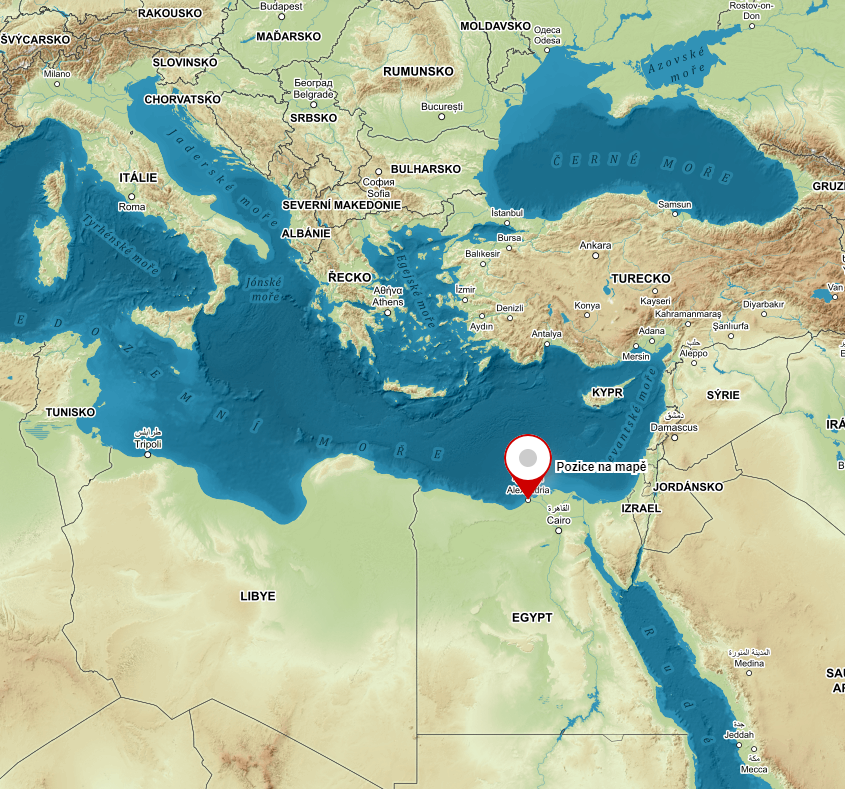 Budapest
RAKOUSKO
MOLDAVSKO
Rostov-on-
Don
ŠVÝCARSKO
MAĎARSKO
Одеса
Odesa
SLOVINSKO
Azovské
moře
Milano
RUMUNSKO
Београд
Belgrade
CHORVATSKO
București
SRBSKO
Jaderské moře
ČERNÉ MOŘE
ITÁLIE
BULHARSKO
София
Sofia
Roma
SEVERNÍ MAKEDONIE
Samsun
İstanbul
Tyrhénské moře
ALBÁNIE
Bursa
Ankara
Balıkesir
Egejské moře
ŘECKO
TURECKO
Jónské
moře
Αθήνα
Athens
İzmir
Kayseri
Van
Denizli
Konya
Diyarbakır
Kahramanmaraş
Aydın
Şanlıurfa
Antalya
Adana
Mersin
حلب
Aleppo
KYPR
SÝRIE
TUNISKO
دمشق
Damascus
طرابلس
Tripoli
MOŘE
Pozice na mapě
JORDÁNSKO
القاهرة
Cairo
IZRAEL
LIBYE
EGYPT
Rudé
المدينة المنورة
Medina
جدة
Jeddah
مكة
Mecca